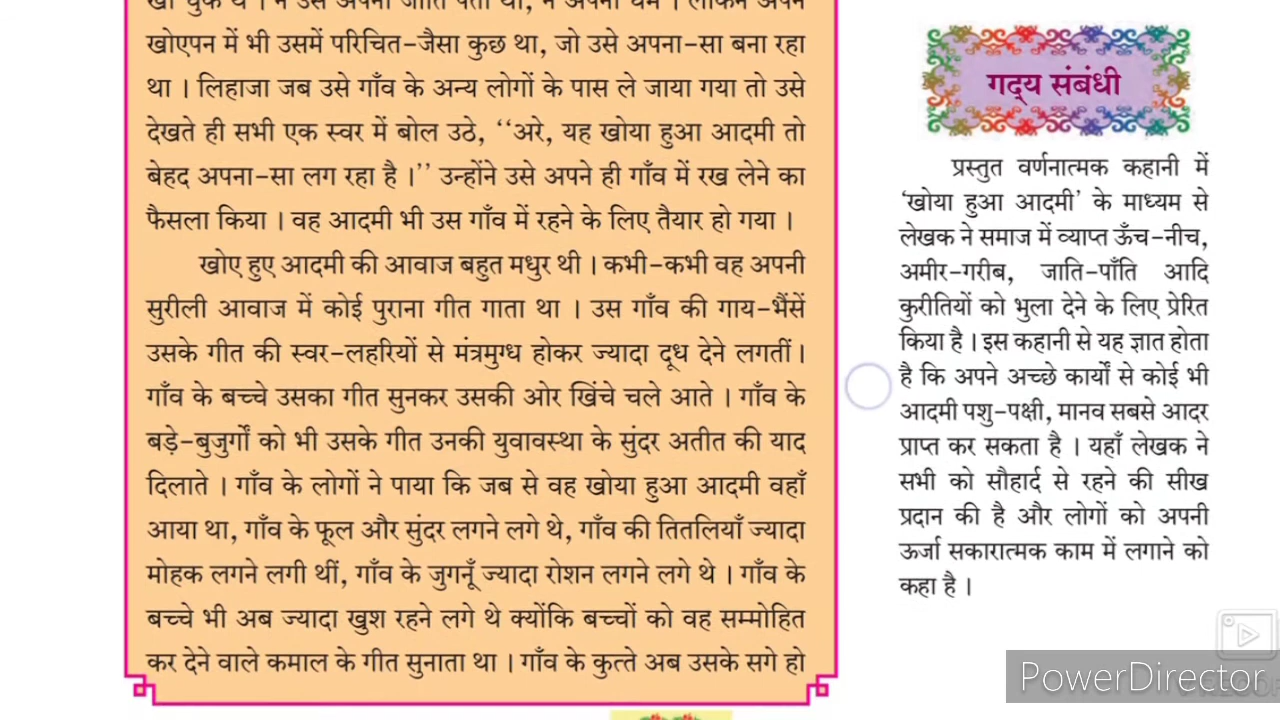 खोएपन में भी उसमें परिचित-जैसा कुछ था, जो उसे अपना-सा बना रहा
था । लिहाजा जब उसे गाँव के अन्य लोगों के पास ले जाया गया तो उसे
देखते ही सभी एक स्वर में बोल उठे, ‘‘अरे, यह खोया हुआ आदमी तो
बेहद अपना-सा लग रहा है ।’’ उन्होंने उसे अपने ही गाँव में रख लेने का
फैसला किया । वह आदमी भी उस गाँव में रहने के लिए तैयार हो गया ।
खोए हुए आदमी की आवाज बहुत मधुर थी । कभी-कभी वह अपनी
सुरीली आवाज में कोई पुराना गीत गाता था । उस गाँव की गाय-भैंसें
उसके गीत की स्वर-लहरियों से मंत्रमुग्ध होकर ज्यादा दूध देने लगतीं ।
गाँव के बच्चे उसका गीत सुनकर उसकी ओर खिंचे चले आते । गाँव के
बड़े-बुजुर्गों को भी उसके गीत उनकी युवावस्था के सुंदर अतीत की याद
दिलाते । गाँव के लोगों ने पाया कि जब से वह खोया हुआ आदमी वहाँ
आया था, गाँव के फूल और सुंदर लगने लगे थे, गाँव की तितलियाँ ज्यादा
मोहक लगने लगी थीं, गाँव के जुगनूँ ज्यादा रोशन लगने लगे थे । गाँव के
बच्चे भी अब ज्यादा खुश रहने लगे थे क्योंकि बच्चों को वह सम्मोहित
कर देने वाले कमाल के गीत सुनाता था । गाँव के कुत्ते अब उसके सगे हो
गद्‌य संबंधी
प्रस्तुत वर्णनात्मक कहानी में
‘खोया हुआ आदमी’ के माध्यम से
लेखक ने समाज में व्याप्त ऊँच-नीच,
अमीर-गरीब, जाति-पाँति आदि
कुरीतियों को भुला देने के लिए प्रेरित
किया है । इस कहानी से यह ज्ञात होता
है कि अपने अच्छे कार्यों से कोई भी
आदमी पशु-पक्षी, मानव सबसे आदर
प्राप्त कर सकता है । यहाँ लेखक ने
सभी को सौहार्द से रहने की सीख
प्रदान की है और लोगों को अपनी
ऊर्जा सकारात्मक काम में लगाने को
कहा है ।
PowerDirector